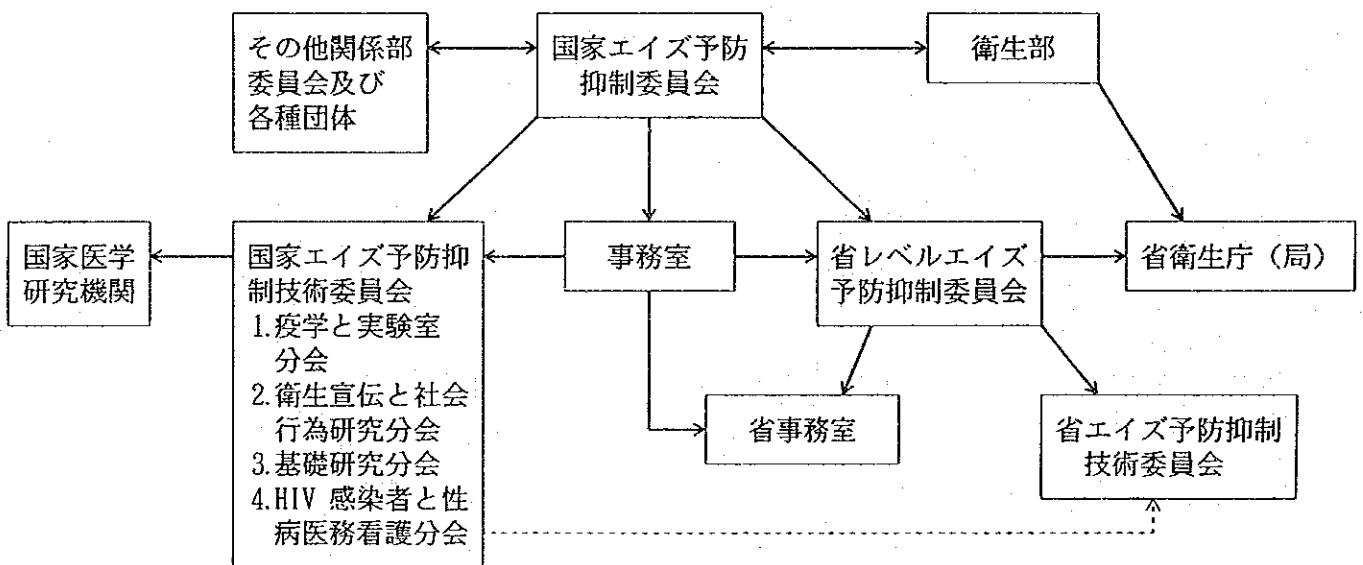 その他関係部
委員会及び
各種団体
国家エイズ予防
抑制委員会
衛生部
国家医学
研究機関
国家エイズ予防抑
制技術委員会
1.疫学と実験室
分会
2.衛生宣伝と社会
行為研究分会
3.基礎研究分会
4.HIV 感染者と性
病医務看護分会
事務室
省レベルエイズ
予防抑制委員会
省衛生庁（局）
省事務室
省エイズ予防抑制
技術委員会